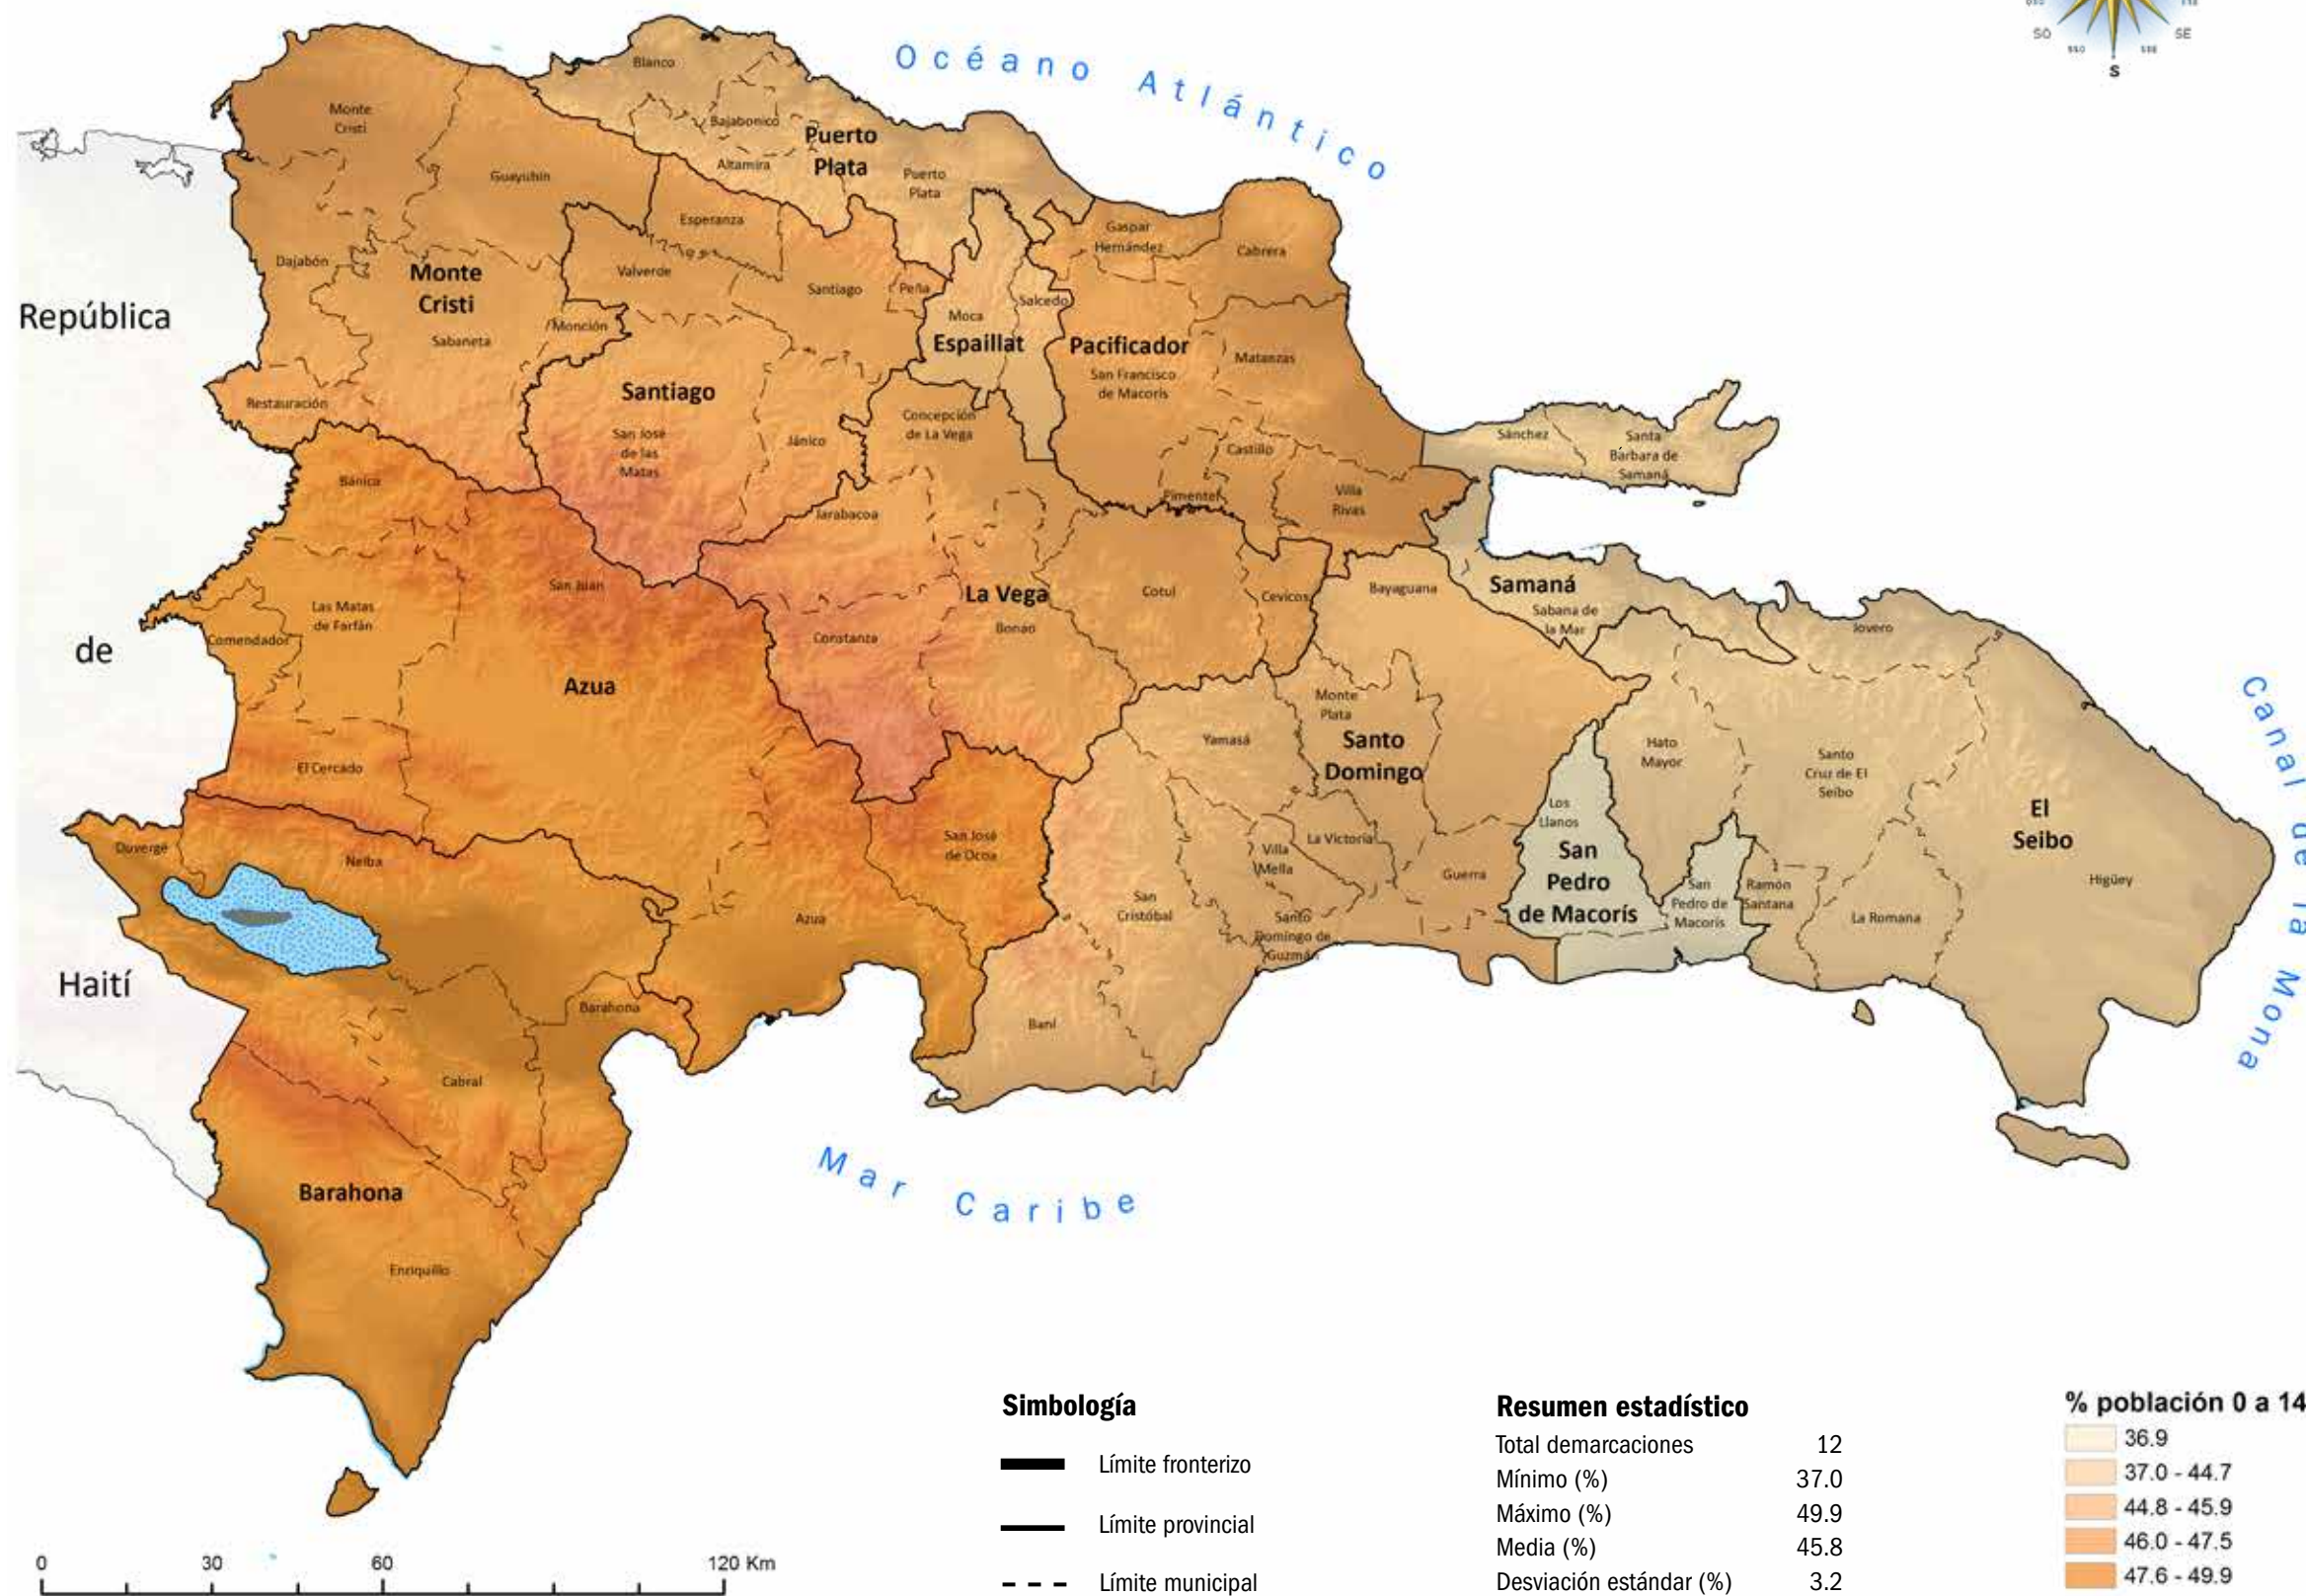 SO
SSO
S
SSE
SE
Océano Atlántico
Canal de la Mona
Mar Caribe
República
de
Haití
Monte
Cristi
Guayubín
Dajabón
Monte
Cristi
Sabaneta
Monción
Restauración
Blanco
Bajabonico
Altamira
Puerto
Plata
Puerto
Plata
Esperanza
Valverde
Santiago
Peña
Santiago
San José
de las
Matas
Jánico
Moca
Salcedo
Espaillat
Gaspar
Hernández
Cabrera
Pacificador
San Francisco
de Macorís
Matanzas
Castillo
Pimentel
Villa
Rivas
Sánchez
Santa
Bárbara de
Samaná
Samaná
Sabana de
la Mar
Concepción
de La Vega
Jarabacoa
Constanza
La Vega
Bonao
Cotuí
Cevicos
Bánica
San Juan
Las Matas
de Farfán
Comendador
Azua
El Cercado
Azua
San José
de Ocoa
Duvergé
Neiba
Barahona
Cabral
Barahona
Enriquillo
Bayaguana
Monte
Plata
Yamasá
Santo
Domingo
La Victoria
Villa
Mella
Guerra
San
Cristóbal
Santo
Domingo de
Guzmán
Baní
Los
Llanos
San
Pedro
de Macorís
San
Pedro de
Macorís
Ramón
Santana
Hato
Mayor
Jovero
Santo
Cruz de El
Seibo
El
Seibo
Higüey
La Romana
0 30 60 120 Km
Simbología
Límite fronterizo
Límite provincial
Límite municipal
Resumen estadístico
Total demarcaciones 12
Mínimo (%) 37.0
Máximo (%) 49.9
Media (%) 45.8
Desviación estándar (%) 3.2
% población 0 a 14
36.9
37.0 - 44.7
44.8 - 45.9
46.0 - 47.5
47.6 - 49.9